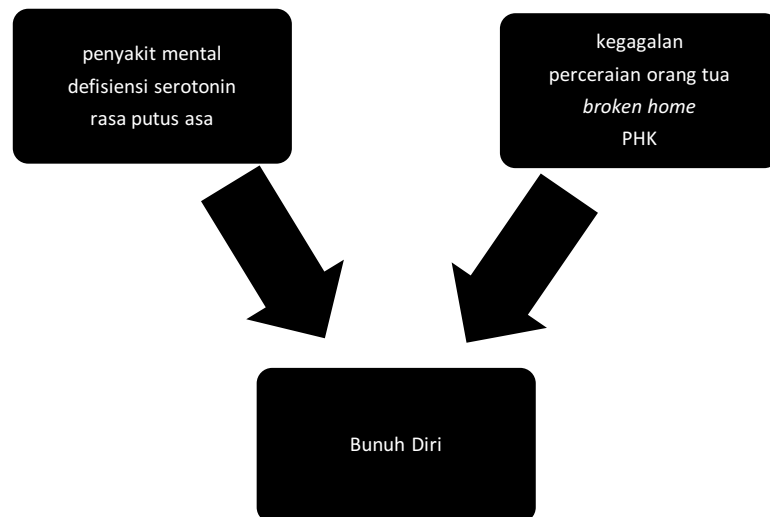 penyakit mental
defisiensi serotonin
rasa putus asa
kegagalan
perceraian orang tua
broken home
PHK
Bunuh Diri